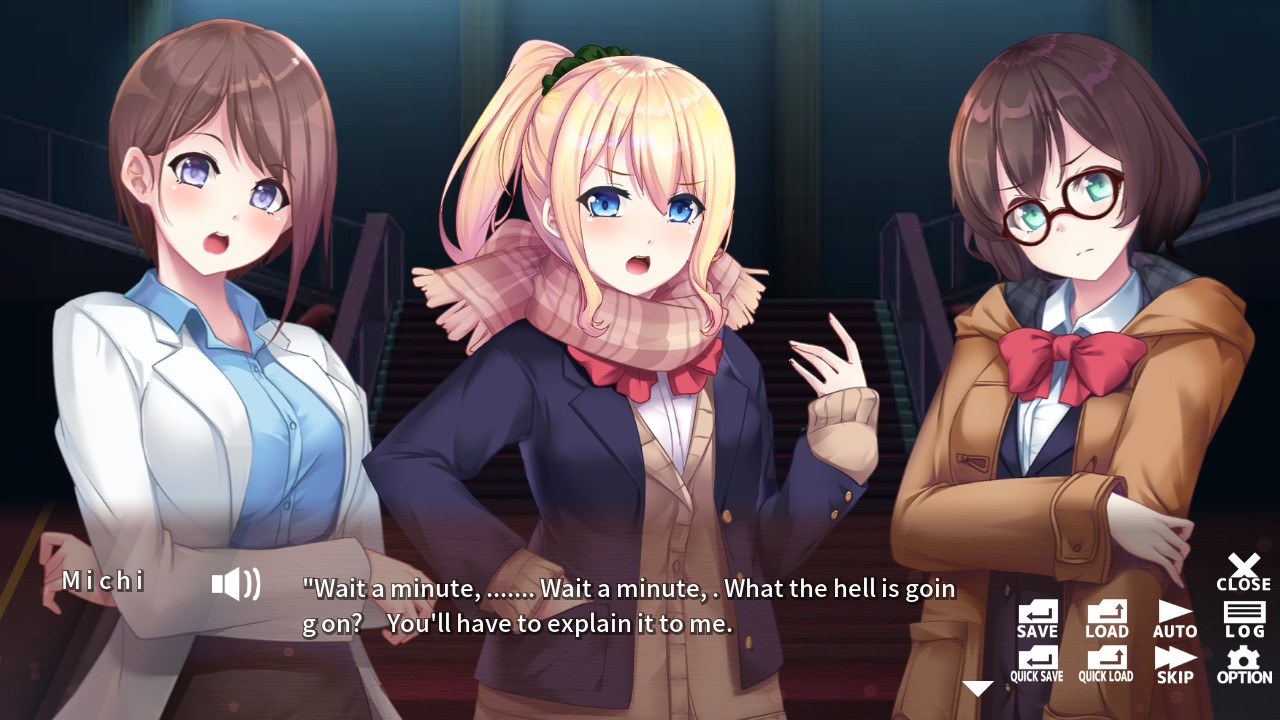 Michi
"Wait a minute, ....... Wait a minute, . What the hell is goin
g on?　You'll have to explain it to me.
CLOSE
SAVE
LOAD
AUTO
LOG
QUICK SAVE
QUICK LOAD
SKIP
OPTION